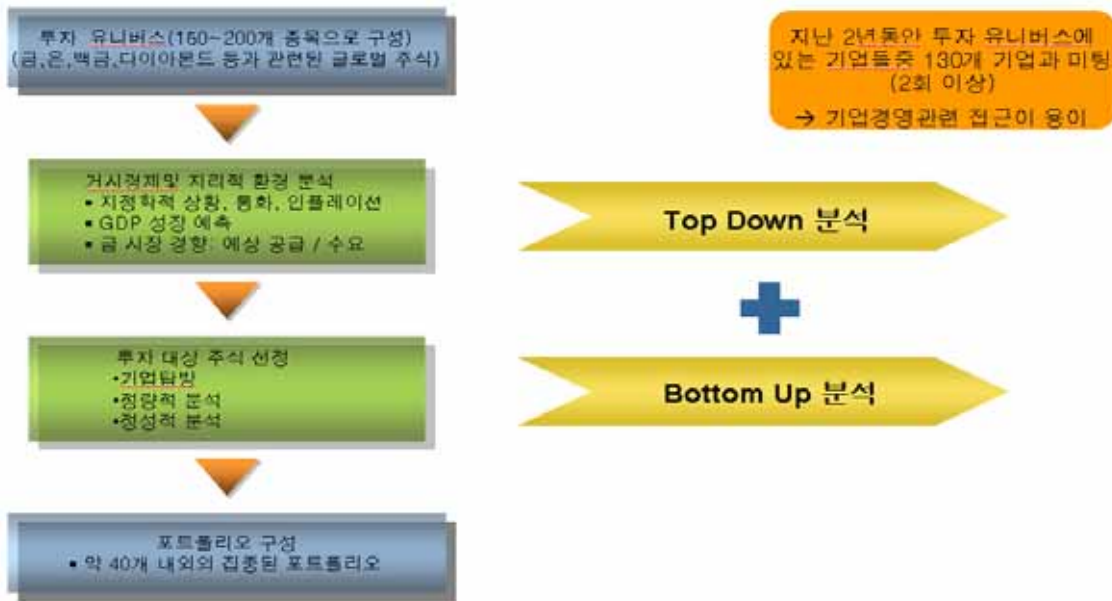 투자 유니버스(150~200개 종목으로 구성)
(금,은,백금,다이아몬드 등과 관련된 글로벌 주식)
지난 2년동안 투자 유니버스에
있는 기업들중 130개 기업과 미팅
(2회 이상)
→ 기업경영관련 접근이 용이
거시경제및 지리적 환경 분석
▪ 지정학적 상황, 통화, 인플레이션
▪ GDP 성장 예측
▪ 금 시장 경향: 예상 공급 / 수요
Top Down 분석
투자 대상 주식 선정
•기업탐방
•정량적 분석
•정성적 분석
Bottom Up 분석
포트폴리오 구성
▪ 약 40개 내외의 집중된 포트폴리오